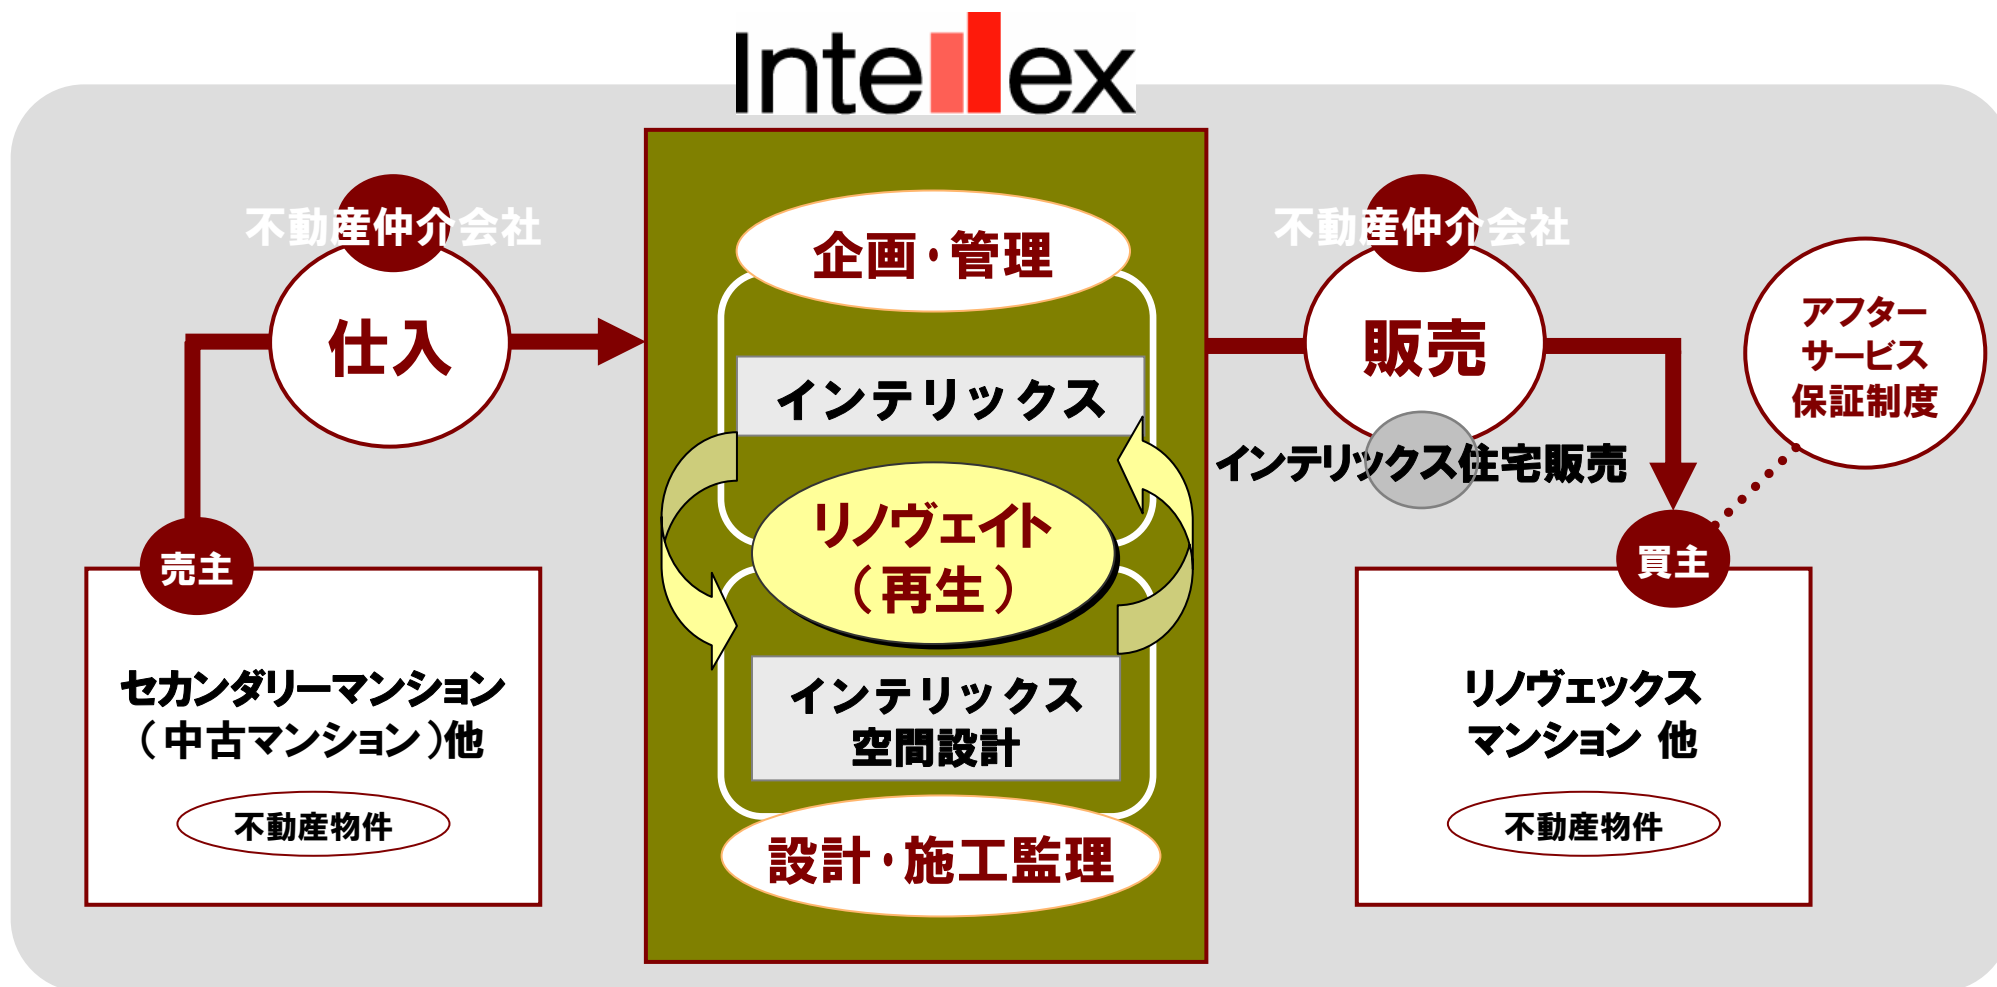 Intellex
不動産仲介会社
仕入
売主
セカンダリーマンション
（中古マンション）他
不動産物件
企画・管理
インテリックス
リノヴェイト
（再生）
インテリックス
空間設計
設計・施工監理
不動産仲介会社
販売
インテリックス住宅販売
アフター
サービス
保証制度
買主
リノヴェックス
マンション 他
不動産物件